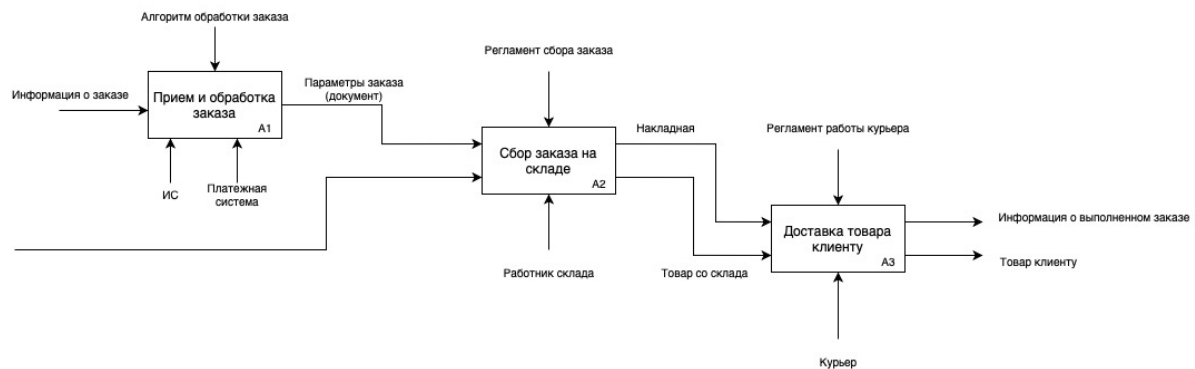 Алгоритм обработки заказа
Регламент сбора заказа
Информация о заказе
Прием и обработка
заказа
A1
Параметры заказа
(документ)
ИС
Платежная
система
Сбор заказа на
складе
A2
Накладная
Регламент работы курьера
Работник склада
Товар со склада
Доставка товара
клиенту
A3
Информация о выполненном заказе
Товар клиенту
Курьер